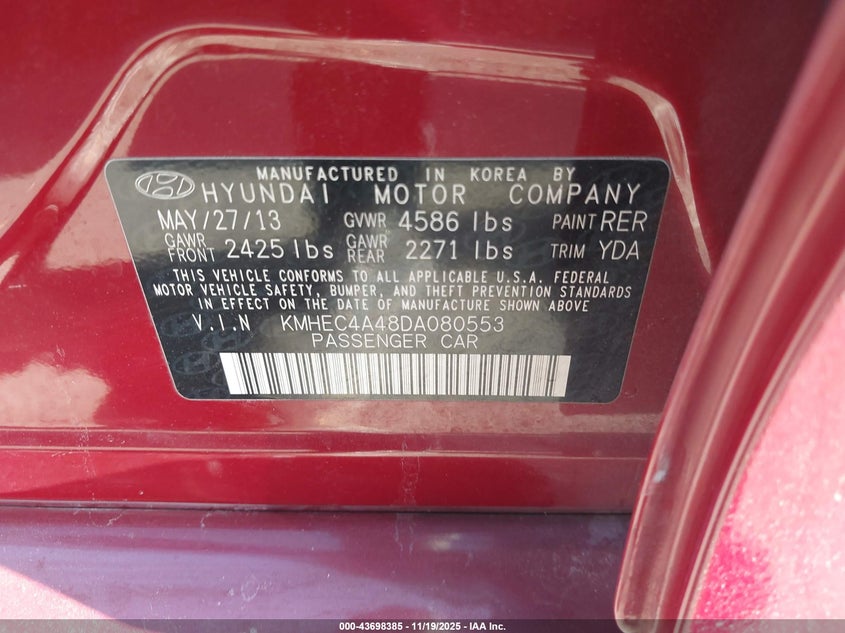 MANUFACTURED IN KOREA BY
HYUNDAI MOTOR COMPANY
MAY/27/13 GVWR 4586 lbs PAINT RER
GAWR FRONT 2425 lbs GAWR REAR 2271 lbs TRIM YDA
THIS VEHICLE CONFORMS TO ALL APPLICABLE U.S.A. FEDERAL
MOTOR VEHICLE SAFETY, BUMPER, AND THEFT PREVENTION STANDARDS
IN EFFECT ON THE DATE OF MANUFACTURE SHOWN ABOVE
V.I.N KMHEC4A48DA080553
PASSENGER CAR
000-43698385 - 11/19/2025 - IAA Inc.